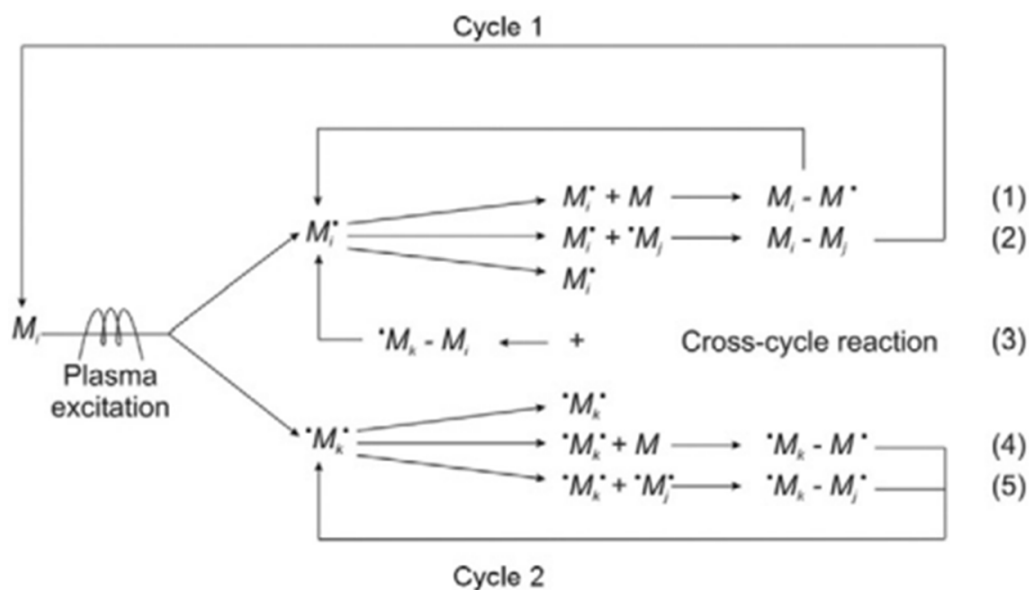 Cycle 1
Mᵢ• + M Mᵢ - M• (1)
Mᵢ• Mᵢ• + •Mⱼ Mᵢ - Mⱼ (2)
Mᵢ•
Mᵢ •Mₖ - Mᵢ + Cross-cycle reaction (3)
Plasma
excitation
•Mₖ•
•Mₖ• •Mₖ• + M •Mₖ - M• (4)
•Mₖ• + •Mⱼ• •Mₖ - Mⱼ• (5)
Cycle 2